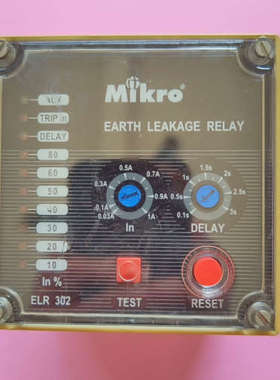 AUX
Mikro®
TRIP
DELAY
EARTH LEAKAGE RELAY
80
60
50
40
30
20
10
In %
0.03A 0.1A 0.3A 0.5A 0.7A 0.9A 1A
In
0.1s 0.5s 1s 1.5s 2s 2.5s 3s
DELAY
ELR 302
TEST
RESET